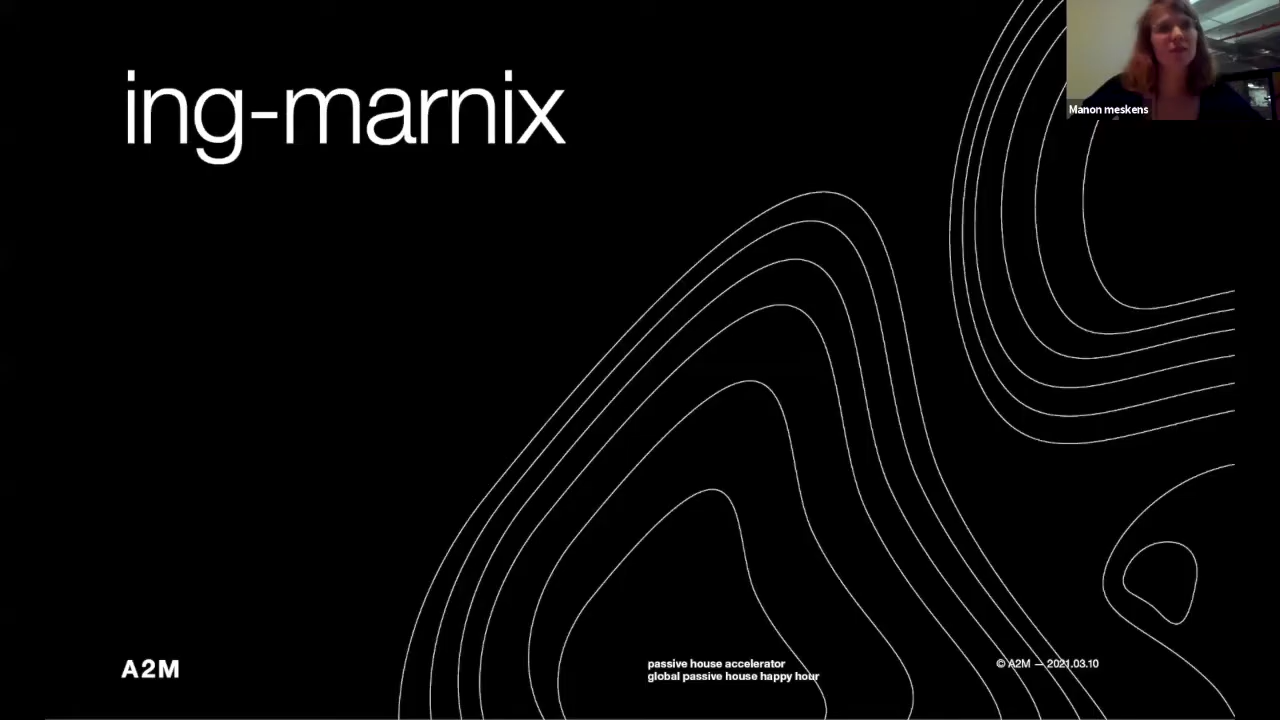 ing-marnix
Manon meskens
A2M
passive house accelerator
global passive house happy hour
© A2M — 2021.03.10